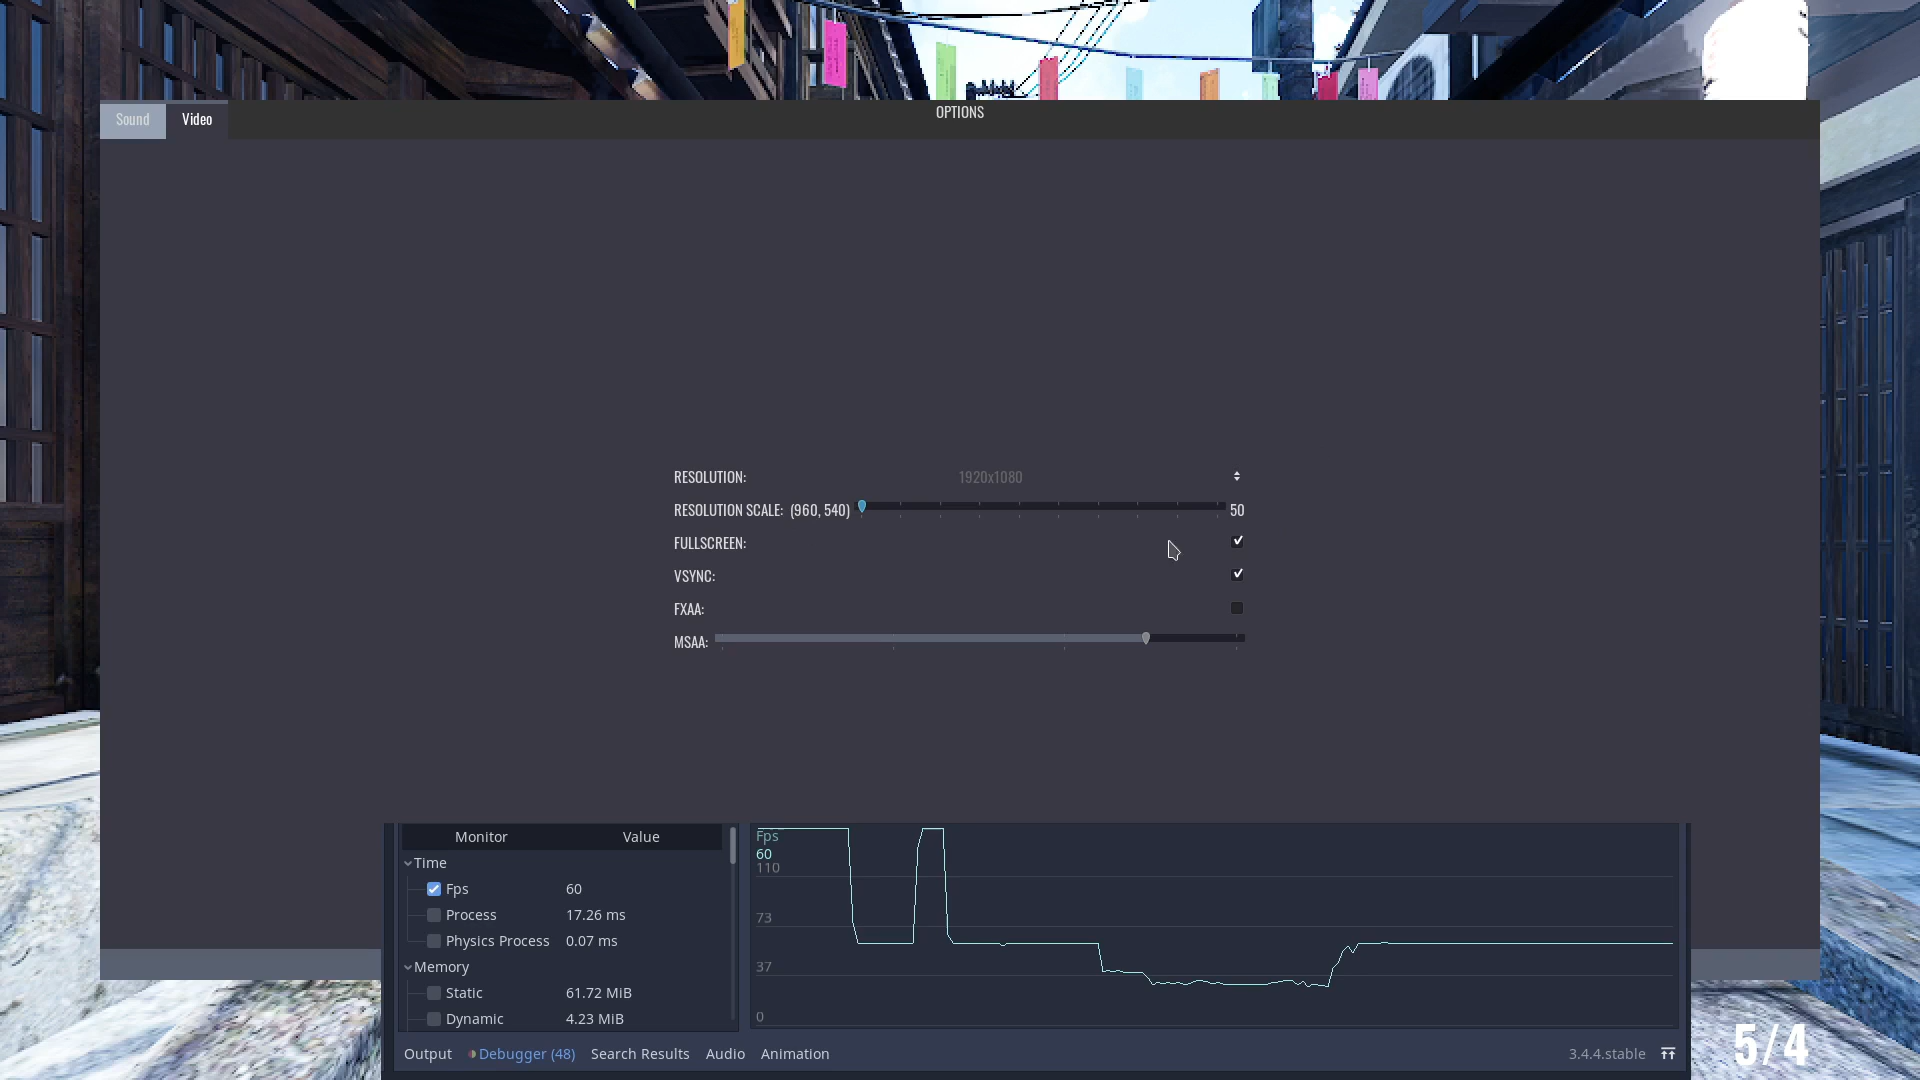 Sound Video OPTIONS
RESOLUTION: 1920x1080
RESOLUTION SCALE: (960, 540) 50
FULLSCREEN:
VSYNC:
FXAA:
MSAA:
Monitor Value
Time
Fps 60
Process 17.26 ms
Physics Process 0.07 ms
Memory
Static 61.72 MiB
Dynamic 4.23 MiB
Fps
60
110
73
37
0
Output Debugger (48) Search Results Audio Animation 3.4.4.stable
5/4